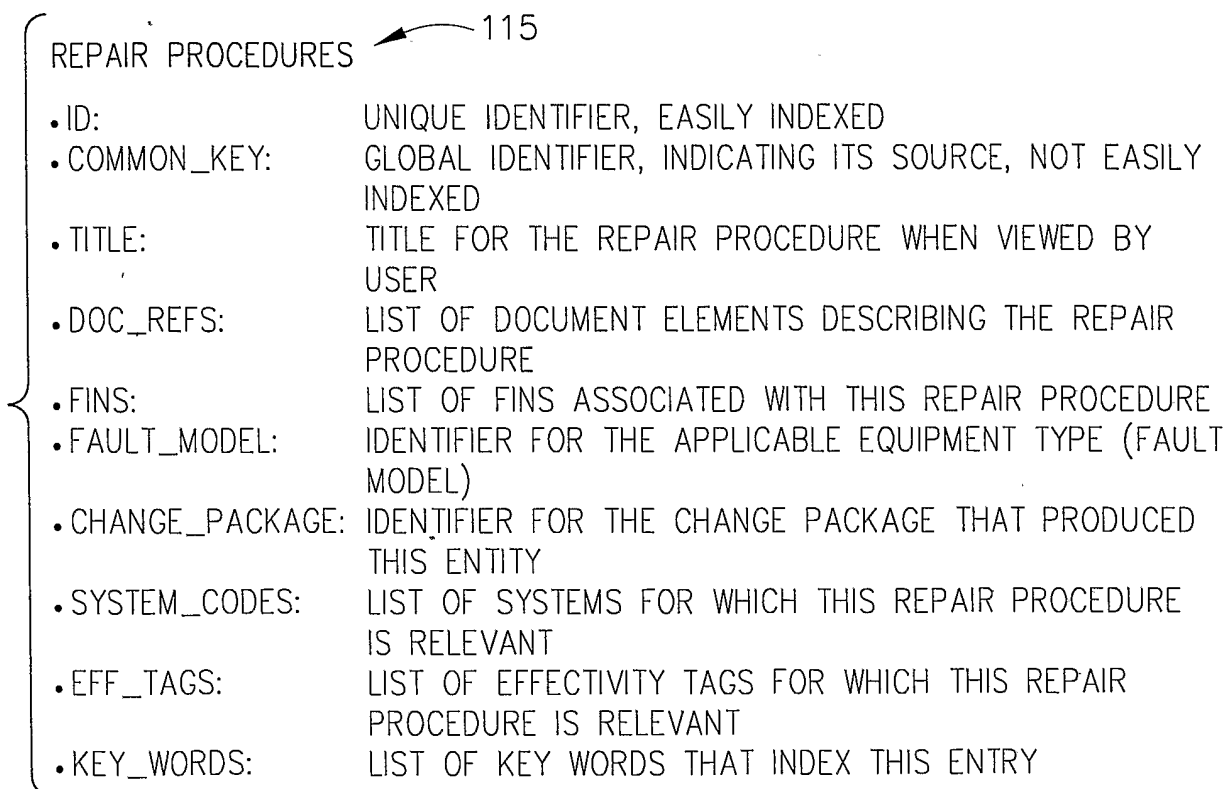 115
REPAIR PROCEDURES
• ID: UNIQUE IDENTIFIER, EASILY INDEXED
• COMMON_KEY: GLOBAL IDENTIFIER, INDICATING ITS SOURCE, NOT EASILY
INDEXED
• TITLE: TITLE FOR THE REPAIR PROCEDURE WHEN VIEWED BY
USER
• DOC_REFS: LIST OF DOCUMENT ELEMENTS DESCRIBING THE REPAIR
PROCEDURE
• FINS: LIST OF FINS ASSOCIATED WITH THIS REPAIR PROCEDURE
• FAULT_MODEL: IDENTIFIER FOR THE APPLICABLE EQUIPMENT TYPE (FAULT
MODEL)
• CHANGE_PACKAGE: IDENTIFIER FOR THE CHANGE PACKAGE THAT PRODUCED
THIS ENTITY
• SYSTEM_CODES: LIST OF SYSTEMS FOR WHICH THIS REPAIR PROCEDURE
IS RELEVANT
• EFF_TAGS: LIST OF EFFECTIVITY TAGS FOR WHICH THIS REPAIR
PROCEDURE IS RELEVANT
• KEY_WORDS: LIST OF KEY WORDS THAT INDEX THIS ENTRY